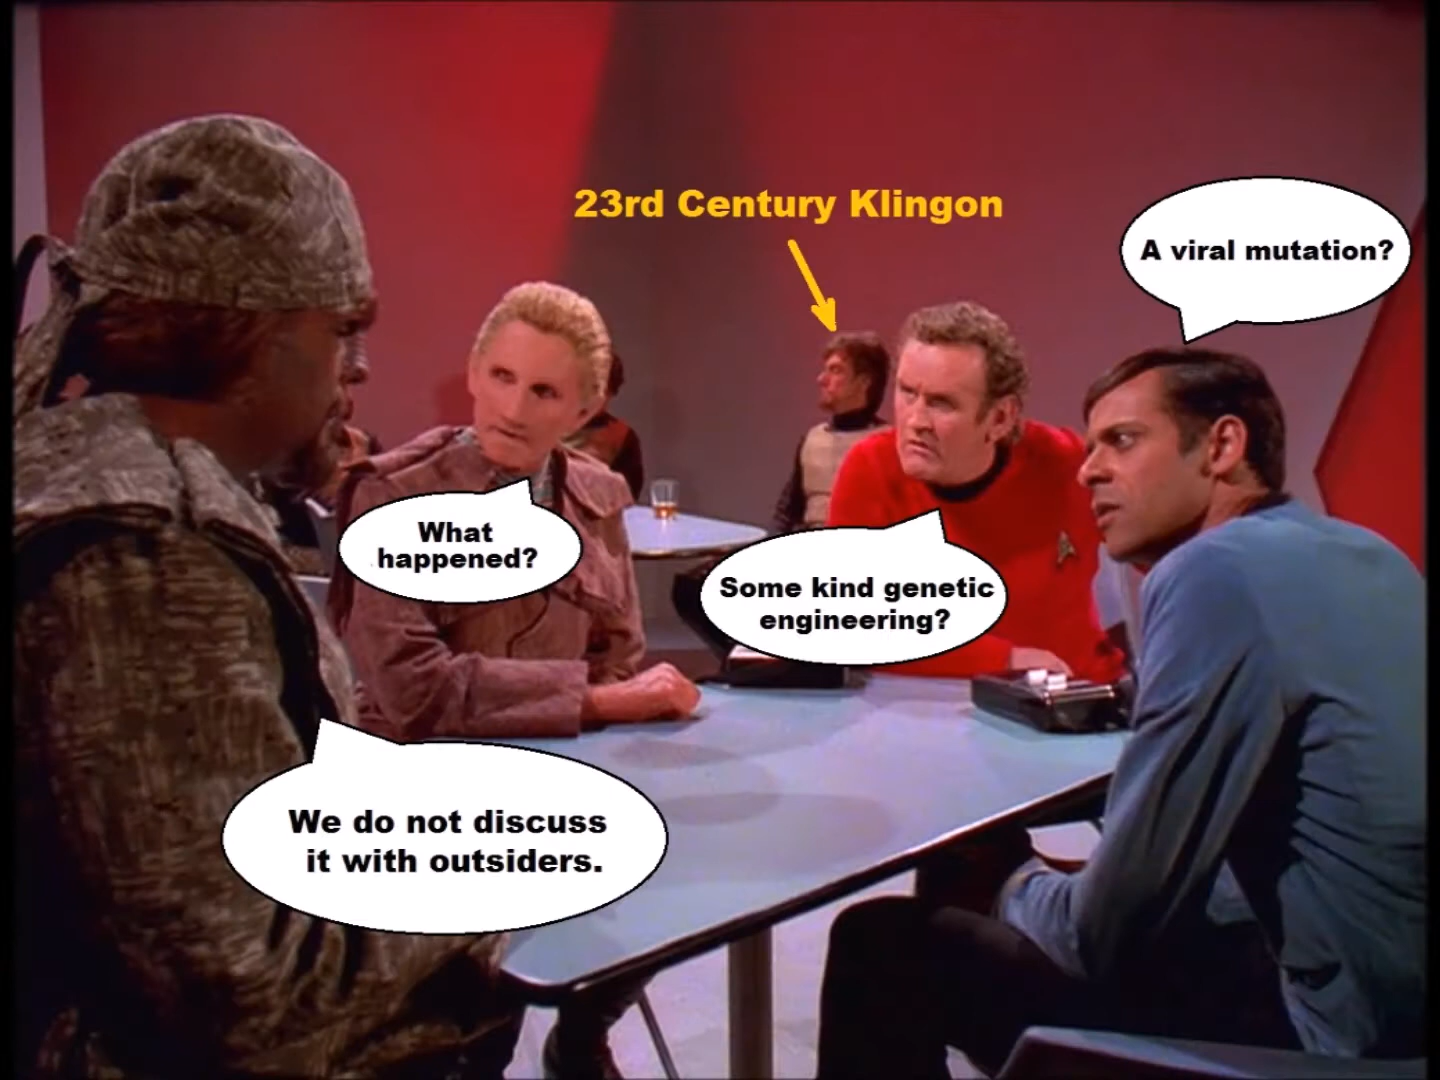 23rd Century Klingon
A viral mutation?
What
happened?
Some kind genetic
engineering?
We do not discuss
it with outsiders.